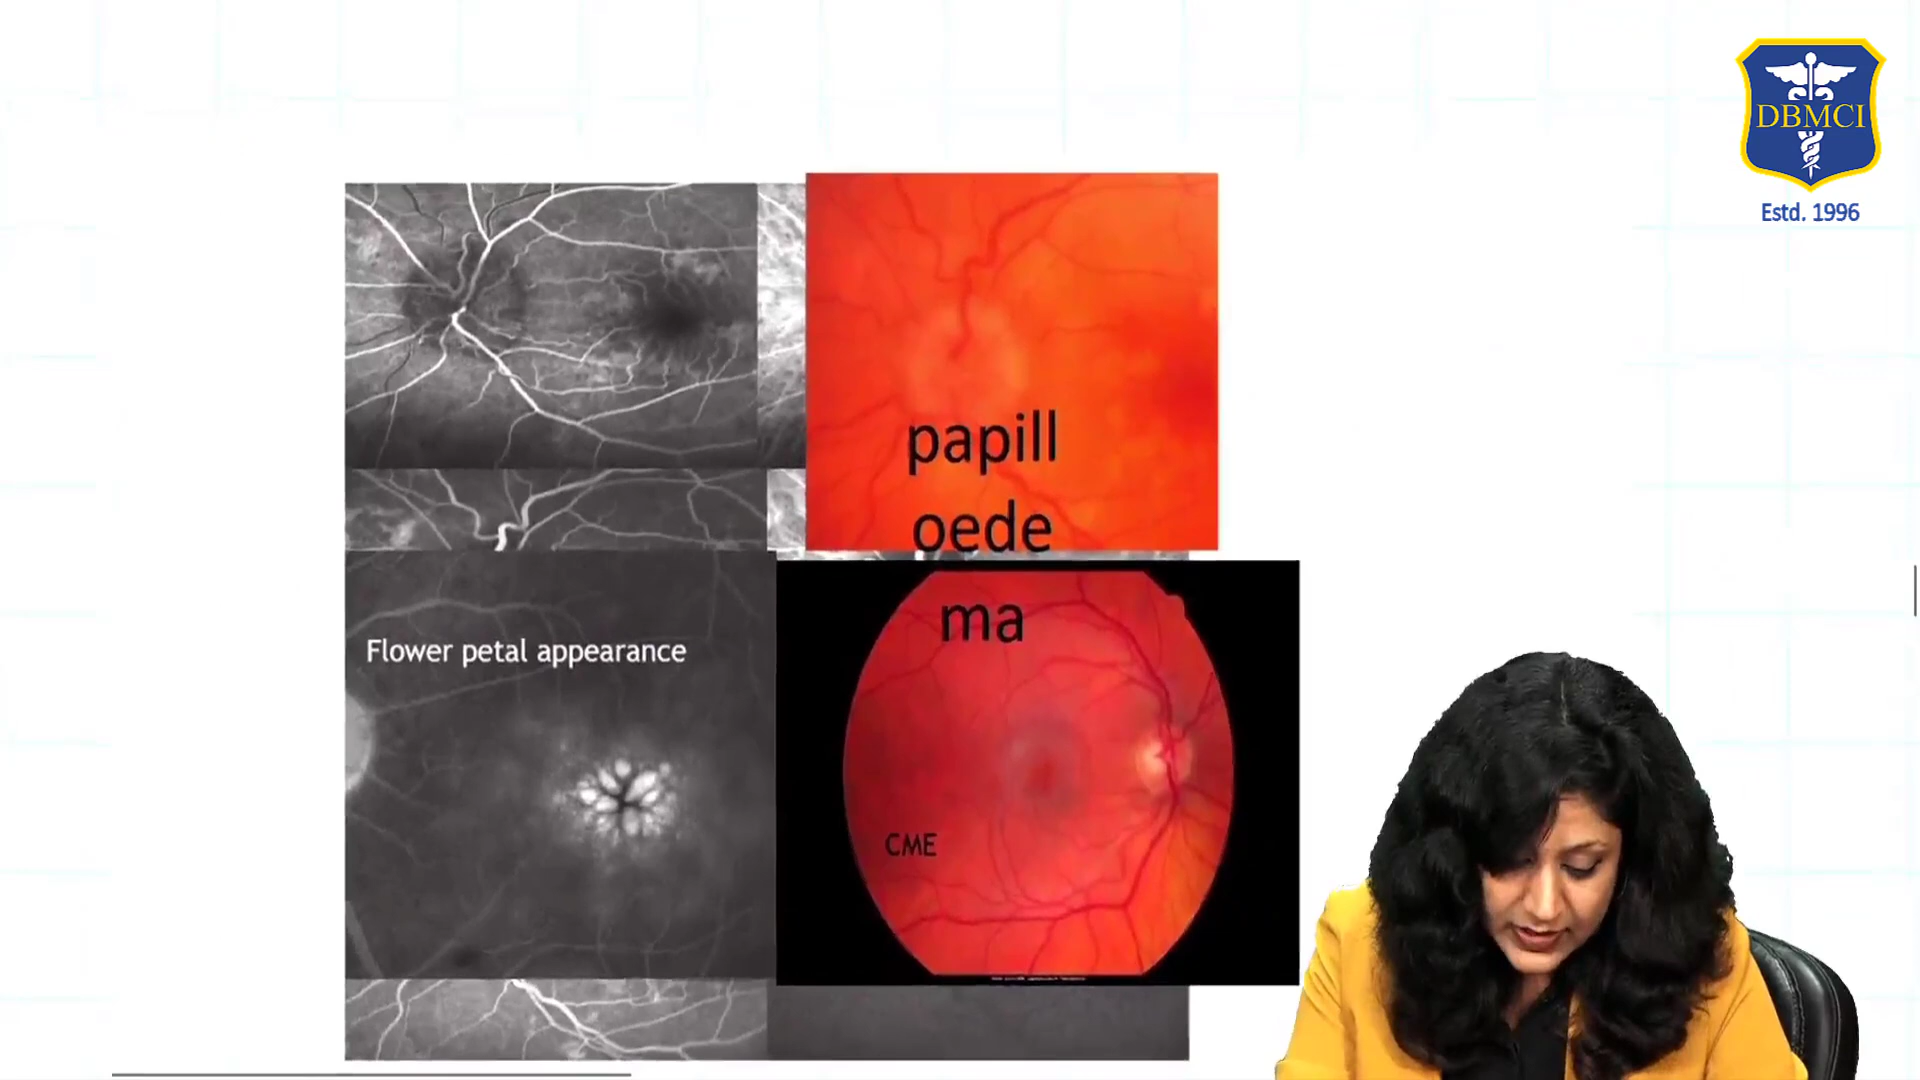 DBMCI
Estd. 1996
papill
oede
ma
Flower petal appearance
CME